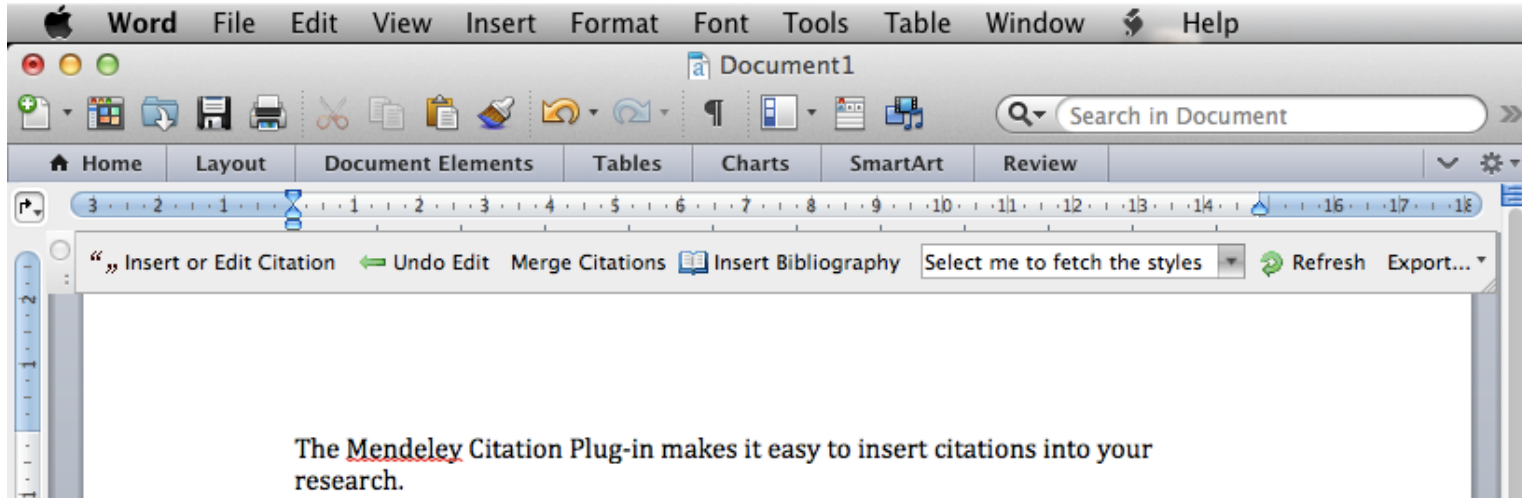 Word File Edit View Insert Format Font Tools Table Window Help
Document1
Search in Document
Home Layout Document Elements Tables Charts SmartArt Review
3 2 1 1 2 3 4 5 6 7 8 9 10 11 12 13 14 16 17 18
“„ Insert or Edit Citation Undo Edit Merge Citations Insert Bibliography Select me to fetch the styles Refresh Export...
2
1
The Mendeley Citation Plug-in makes it easy to insert citations into your
research.
1